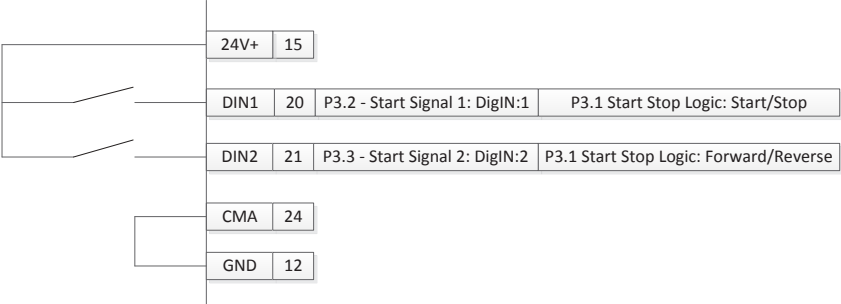 24V+ 15
DIN1 20 P3.2 - Start Signal 1: DigIN:1 P3.1 Start Stop Logic: Start/Stop
DIN2 21 P3.3 - Start Signal 2: DigIN:2 P3.1 Start Stop Logic: Forward/Reverse
CMA 24
GND 12